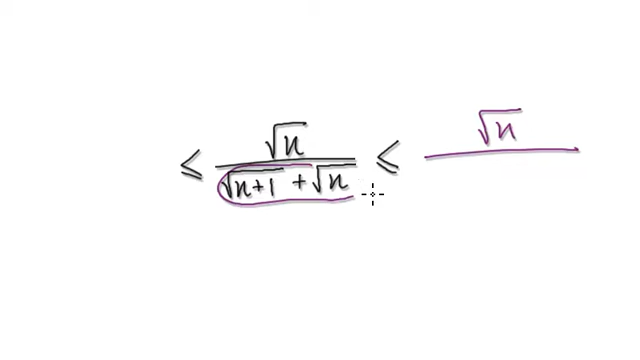 ≤ √n / (√n+1 + √n) ≤ √n /